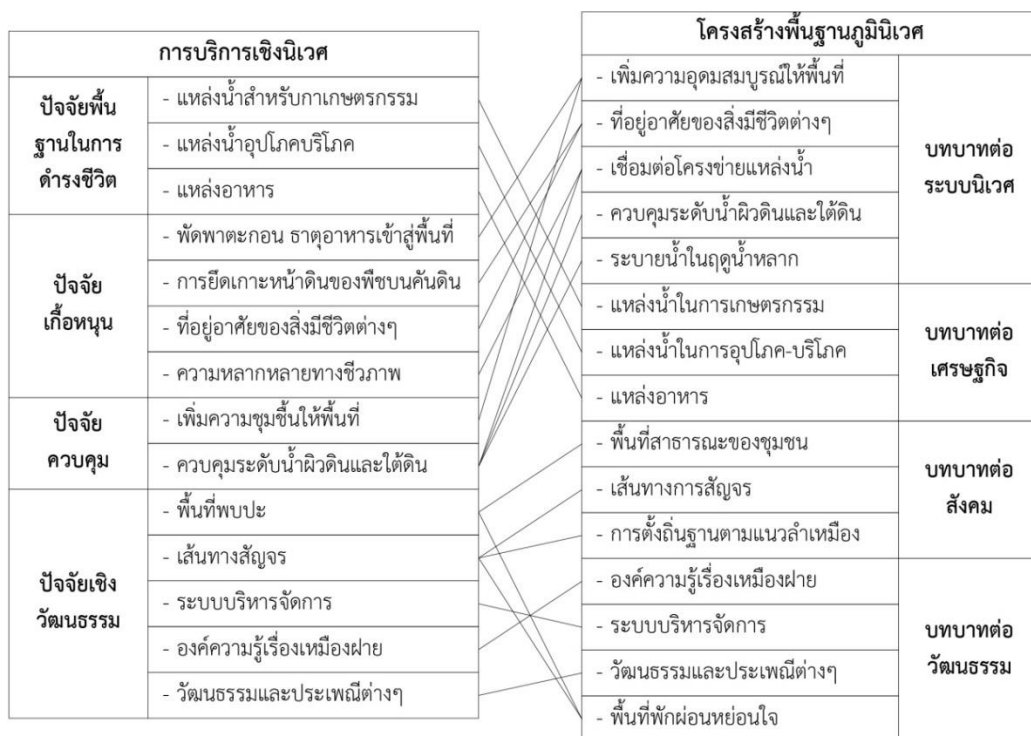 การบริการเชิงนิเวศ
ปัจจัยพื้น
ฐานในการ
ดำรงชีวิต
- แหล่งน้ำสำหรับกาเกษตรกรรม
- แหล่งน้ำอุปโภคบริโภค
- แหล่งอาหาร
ปัจจัย
เกื้อหนุน
- พัดพาตะกอน ธาตุอาหารเข้าสู่พื้นที่
- การยึดเกาะหน้าดินของพืชบนคันดิน
- ที่อยู่อาศัยของสิ่งมีชีวิตต่างๆ
- ความหลากหลายทางชีวภาพ
ปัจจัย
ควบคุม
- เพิ่มความชุมชื้นให้พื้นที่
- ควบคุมระดับน้ำผิวดินและใต้ดิน
ปัจจัยเชิง
วัฒนธรรม
- พื้นที่พบปะ
- เส้นทางสัญจร
- ระบบบริหารจัดการ
- องค์ความรู้เรื่องเหมืองฝาย
- วัฒนธรรมและประเพณีต่างๆ
โครงสร้างพื้นฐานภูมินิเวศ
- เพิ่มความอุดมสมบูรณ์ให้พื้นที่
- ที่อยู่อาศัยของสิ่งมีชีวิตต่างๆ
- เชื่อมต่อโครงข่ายแหล่งน้ำ
- ควบคุมระดับน้ำผิวดินและใต้ดิน
- ระบายน้ำในฤดูน้ำหลาก
บทบาทต่อ
ระบบนิเวศ
- แหล่งน้ำในการเกษตรกรรม
- แหล่งน้ำในการอุปโภค-บริโภค
- แหล่งอาหาร
บทบาทต่อ
เศรษฐกิจ
- พื้นที่สาธารณะของชุมชน
- เส้นทางการสัญจร
- การตั้งถิ่นฐานตามแนวลำเหมือง
บทบาทต่อ
สังคม
- องค์ความรู้เรื่องเหมืองฝาย
- ระบบบริหารจัดการ
- วัฒนธรรมและประเพณีต่างๆ
- พื้นที่พักผ่อนหย่อนใจ
บทบาทต่อ
วัฒนธรรม